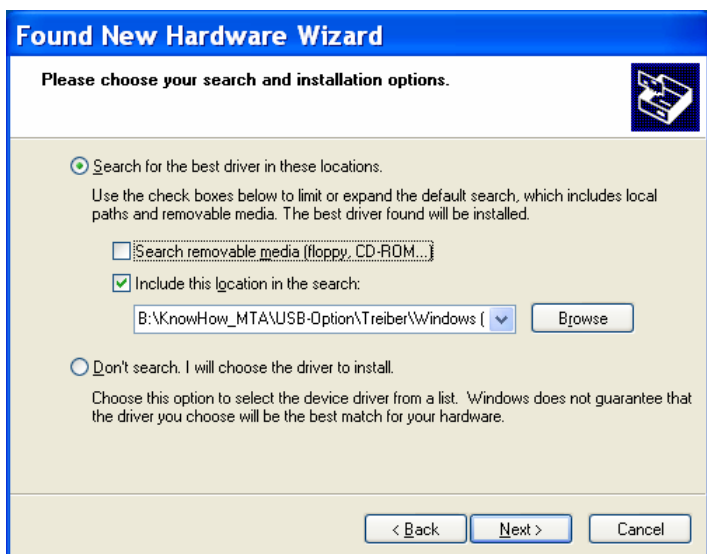 Found New Hardware Wizard
Please choose your search and installation options.
Search for the best driver in these locations.
Use the check boxes below to limit or expand the default search, which includes local
paths and removable media. The best driver found will be installed.
Search removable media (floppy, CD-ROM...)
Include this location in the search:
B:\KnowHow_MTA\USB-Option\Treiber\Windows (
Browse
Don't search. I will choose the driver to install.
Choose this option to select the device driver from a list. Windows does not guarantee that
the driver you choose will be the best match for your hardware.
< Back
Next >
Cancel